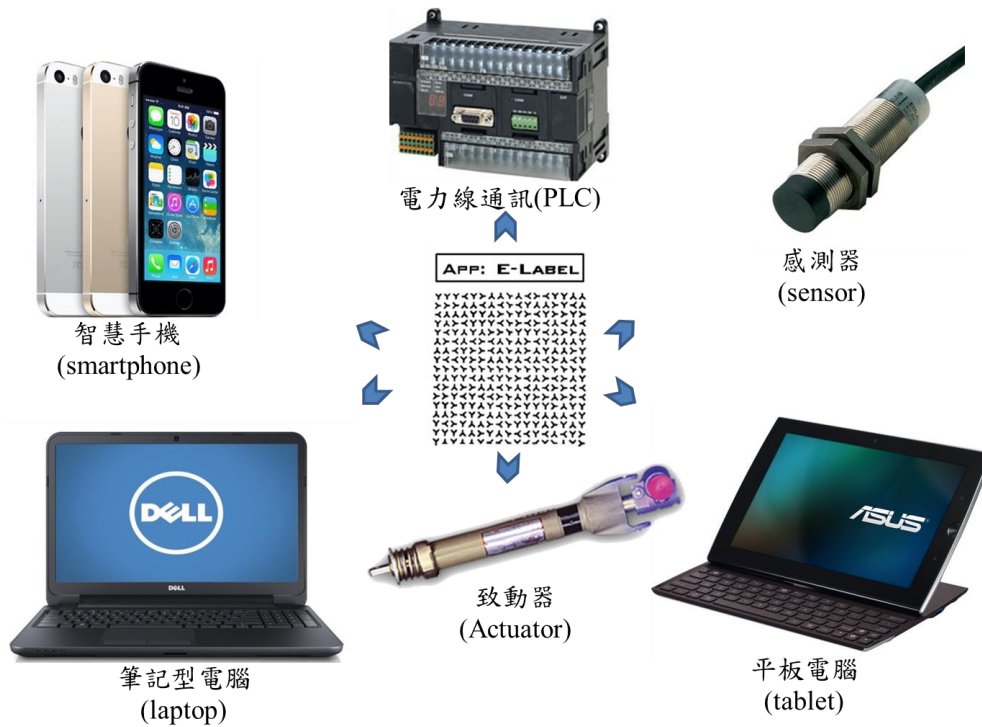 電力線通訊(PLC)
感測器
(sensor)
APP: E-LABEL
智慧手機
(smartphone)
DELL
DELL
ASUS
致動器
(Actuator)
筆記型電腦
(laptop)
平板電腦
(tablet)